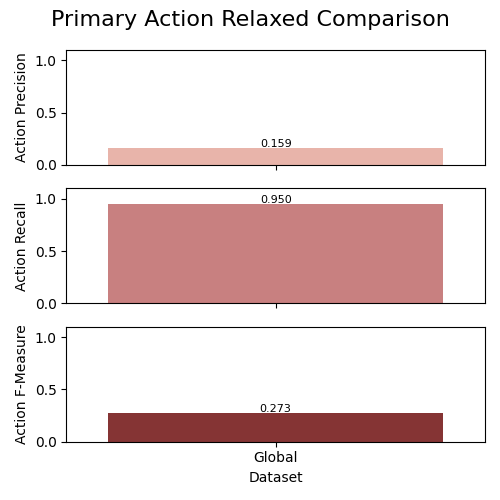 Primary Action Relaxed Comparison
Action Precision
1.0
0.5
0.0
0.159
Action Recall
1.0
0.5
0.0
0.950
Action F-Measure
1.0
0.5
0.0
0.273
Global
Dataset